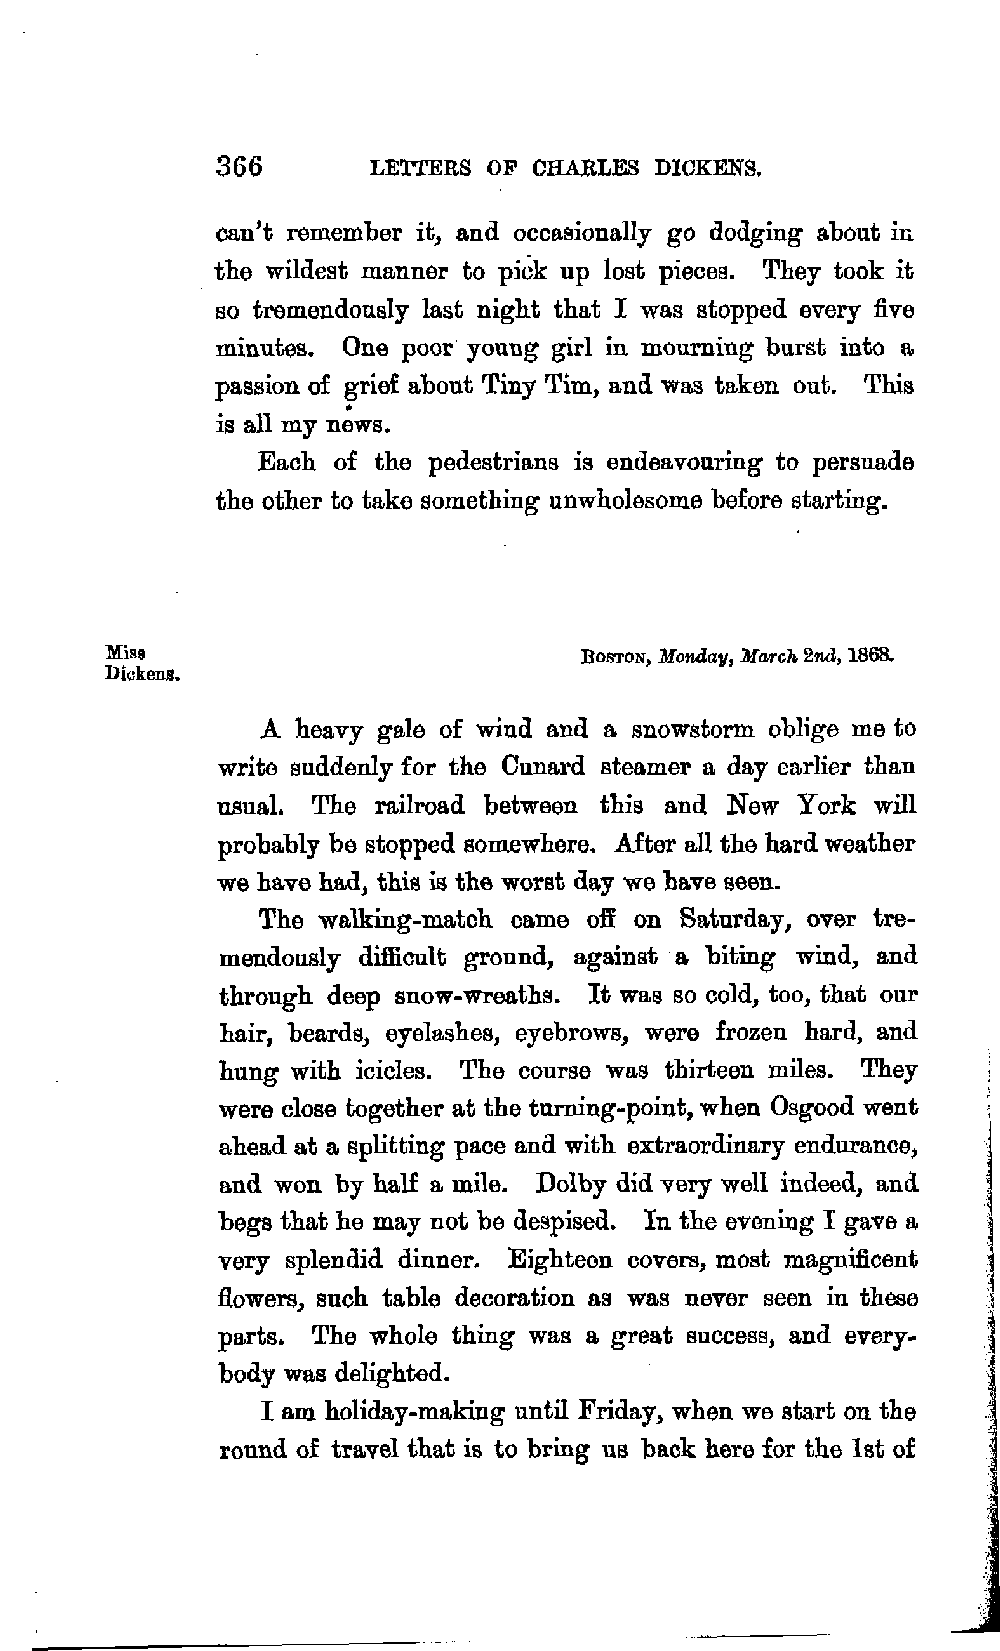 366 LETTERS OF CHARLES DICKENS.
can't remember it, and occasionally go dodging about in
the wildest manner to pick up lost pieces. They took it
so tremendously last night that I was stopped every five
minutes. One poor young girl in mourning burst into a
passion of grief about Tiny Tim, and was taken out. This
is all my news.
Each of the pedestrians is endeavouring to persuade
the other to take something unwholesome before starting.
Miss
Dickens.
BOSTON, Monday, March 2nd, 1868.
A heavy gale of wind and a snowstorm oblige me to
write suddenly for the Cunard steamer a day earlier than
usual. The railroad between this and New York will
probably be stopped somewhere. After all the hard weather
we have had, this is the worst day we have seen.
The walking-match came off on Saturday, over tre-
mendously difficult ground, against a biting wind, and
through deep snow-wreaths. It was so cold, too, that our
hair, beards, eyelashes, eyebrows, were frozen hard, and
hung with icicles. The course was thirteen miles. They
were close together at the turning-point, when Osgood went
ahead at a splitting pace and with extraordinary endurance,
and won by half a mile. Dolby did very well indeed, and
begs that he may not be despised. In the evening I gave a
very splendid dinner. Eighteen covers, most magnificent
flowers, such table decoration as was never seen in these
parts. The whole thing was a great success, and every-
body was delighted.
I am holiday-making until Friday, when we start on the
round of travel that is to bring us back here for the 1st of